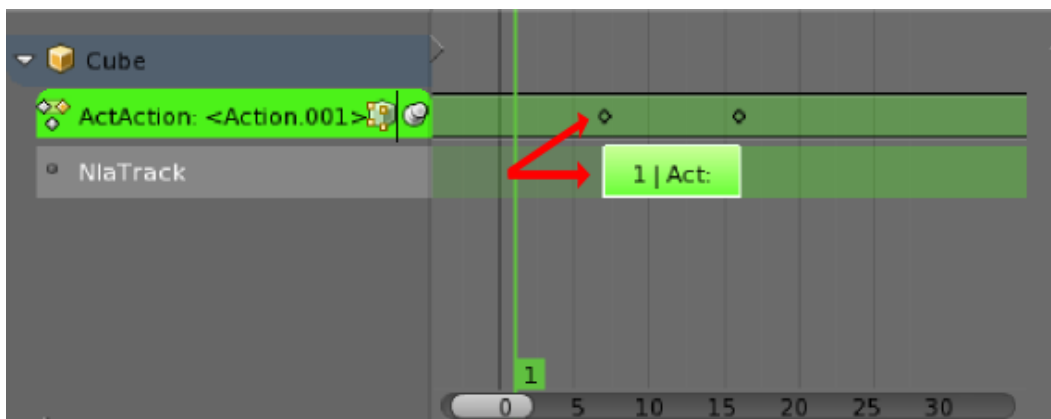 Cube
ActAction: <Action.001>
NlaTrack
1 | Act:
1
0 5 10 15 20 25 30